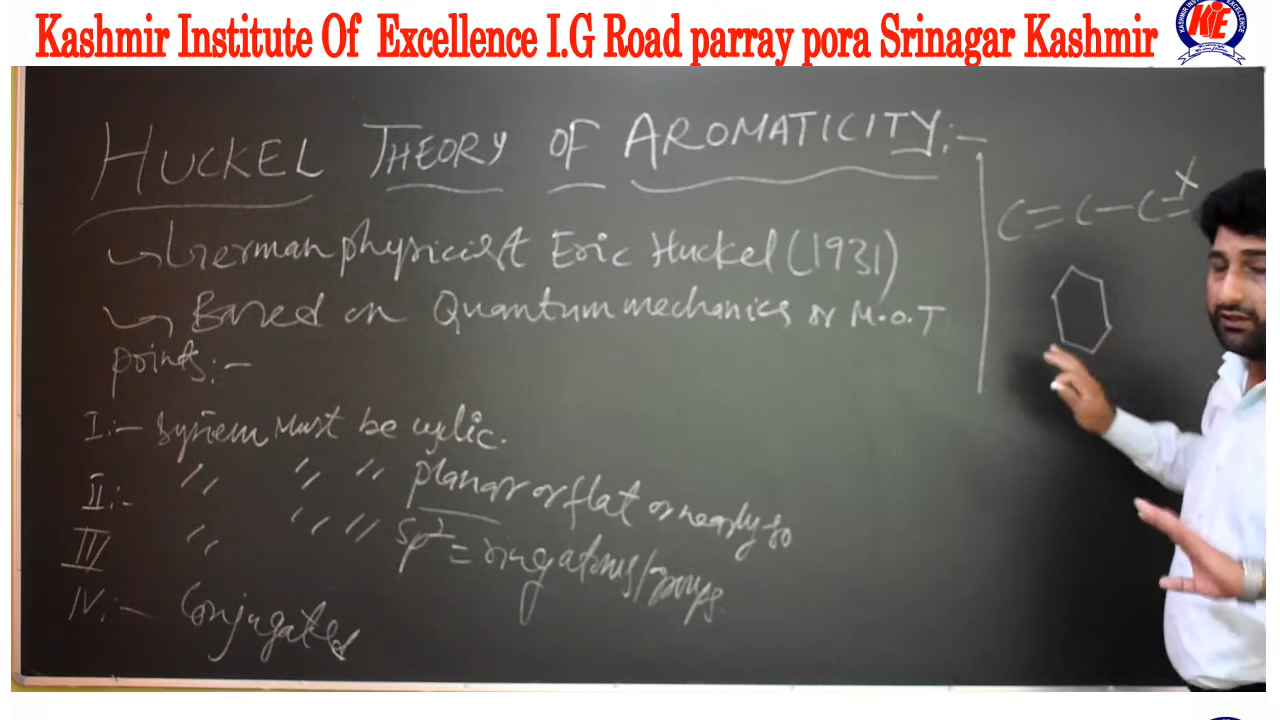 Kashmir Institute Of Excellence I.G Road parray pora Srinagar Kashmir
KIE
HUCKEL THEORY OF AROMATICITY:-
German physicist Eric Huckel (1931)
Based on Quantum mechanics or M.O.T
points:-
I:- System Must be cyclic.
II:- " " " planar or flat or nearly so
III " " " sp² = ring atoms/
IV:- Conjugated
C=C-C= X